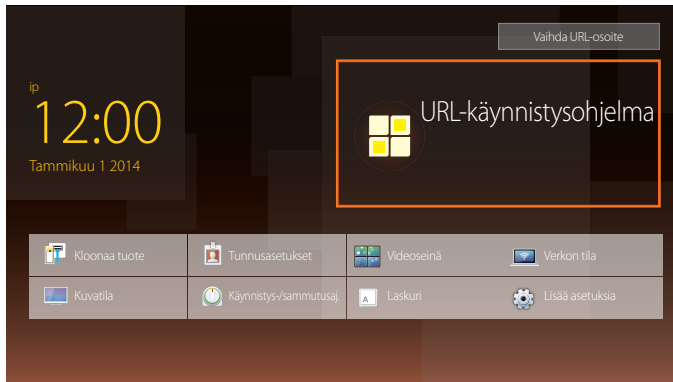 Vaihda URL-osoite
ip
12:00
Tammikuu 1 2014
URL-käynnistysohjelma
Kloonaa tuote
Tunnusasetukset
Videoseinä
Verkon tila
Kuvatila
Käynnistys-/sammutusaj.
A
Laskuri
Lisää asetuksia